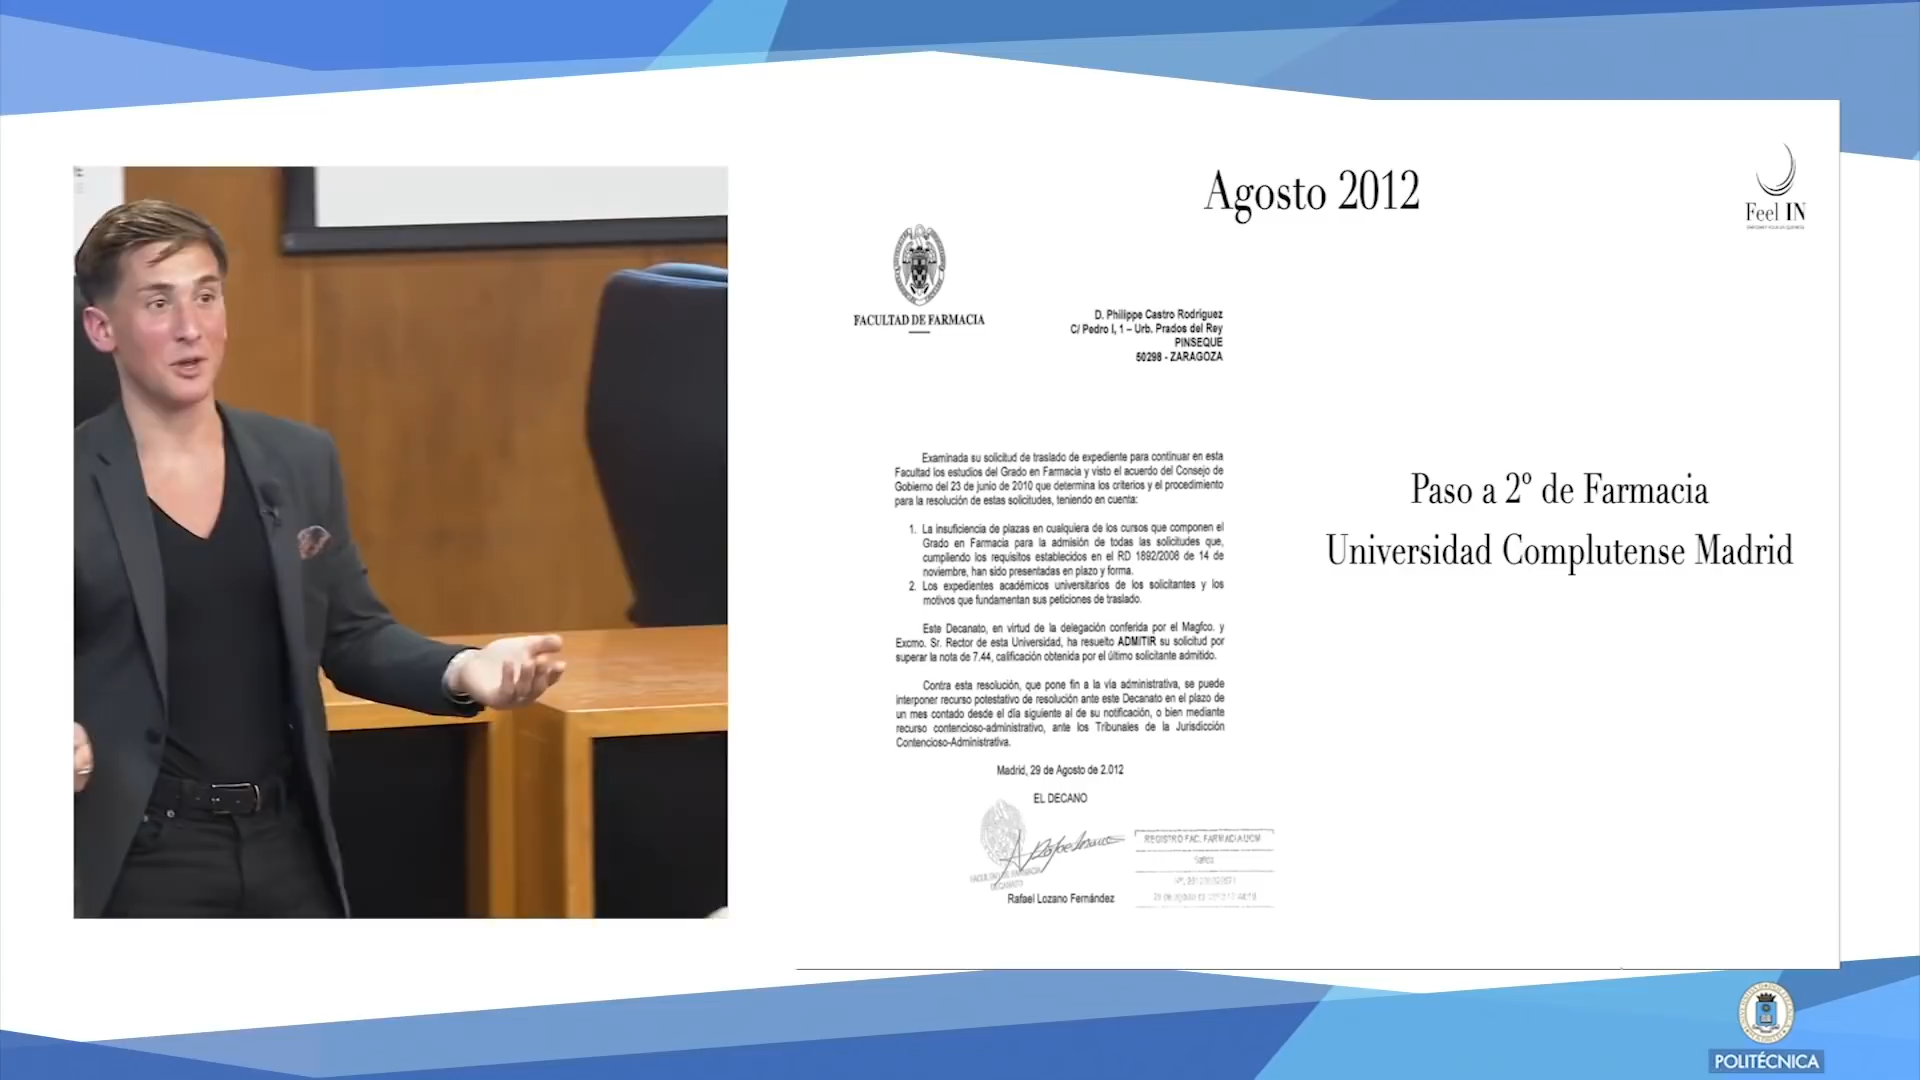 Agosto 2012
Feel IN
FACULTAD DE FARMACIA
D. Philippe Castro Rodríguez
C/ Pedro I, 1 – Urb. Prados del Rey
PINSEQUE
50298 - ZARAGOZA
Examinada su solicitud de traslado de expediente para continuar en esta
Facultad los estudios del Grado en Farmacia y visto el acuerdo del Consejo de
Gobierno del 23 de junio de 2010 que determina los criterios y el procedimiento
para la resolución de estas solicitudes, teniendo en cuenta:
1. La insuficiencia de plazas en cualquiera de los cursos que componen el
Grado en Farmacia para la admisión de todas las solicitudes que,
cumpliendo los requisitos establecidos en el RD 1892/2008 de 14 de
noviembre, han sido presentadas en plazo y forma.
2. Los expedientes académicos universitarios de los solicitantes y los
motivos que fundamentan sus peticiones de traslado.
Este Decanato, en virtud de la delegación conferida por el Magfco. y
Excmo. Sr. Rector de esta Universidad, ha resuelto ADMITIR su solicitud por
superar la nota de 7.44, calificación obtenida por el último solicitante admitido.
Contra esta resolución, que pone fin a la vía administrativa, se puede
interponer recurso potestativo de resolución ante este Decanato en el plazo de
un mes contado desde el día siguiente al de su notificación, o bien mediante
recurso contencioso-administrativo, ante los Tribunales de la Jurisdicción
Contencioso-Administrativa.
Madrid, 29 de Agosto de 2.012
EL DECANO
REGISTRO FAC. FARMACIA UCM
Salida
FACULTAD DE FARMACIA
DECANATO
Rafael Lozano Fernández
Paso a 2º de Farmacia
Universidad Complutense Madrid
POLITÉCNICA